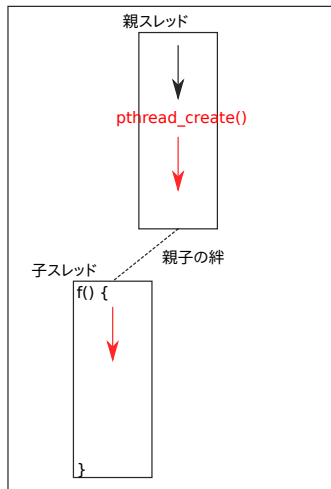 親スレッド
pthread_create()
親子の絆
子スレッド
f() {
}